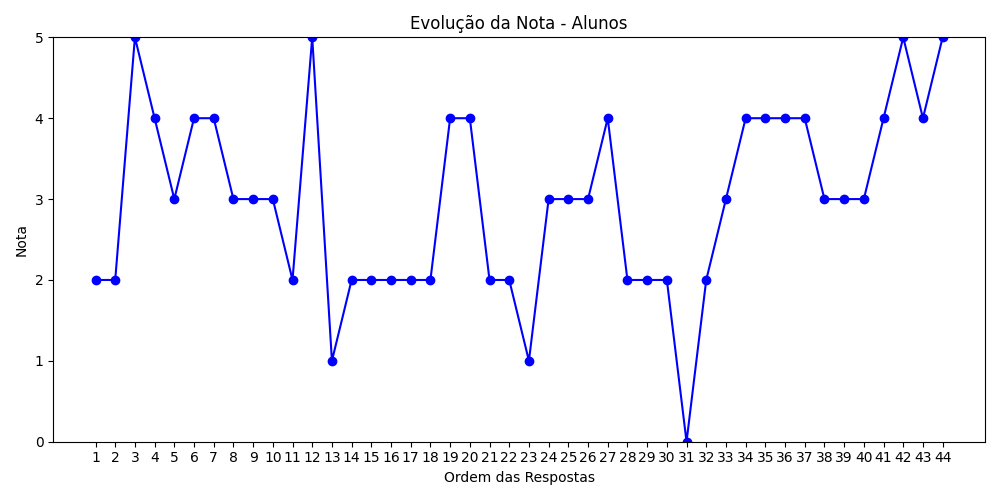 Evolução da Nota - Alunos
5
4
3
2
1
0
Nota
1 2 3 4 5 6 7 8 9 10 11 12 13 14 15 16 17 18 19 20 21 22 23 24 25 26 27 28 29 30 31 32 33 34 35 36 37 38 39 40 41 42 43 44
Ordem das Respostas